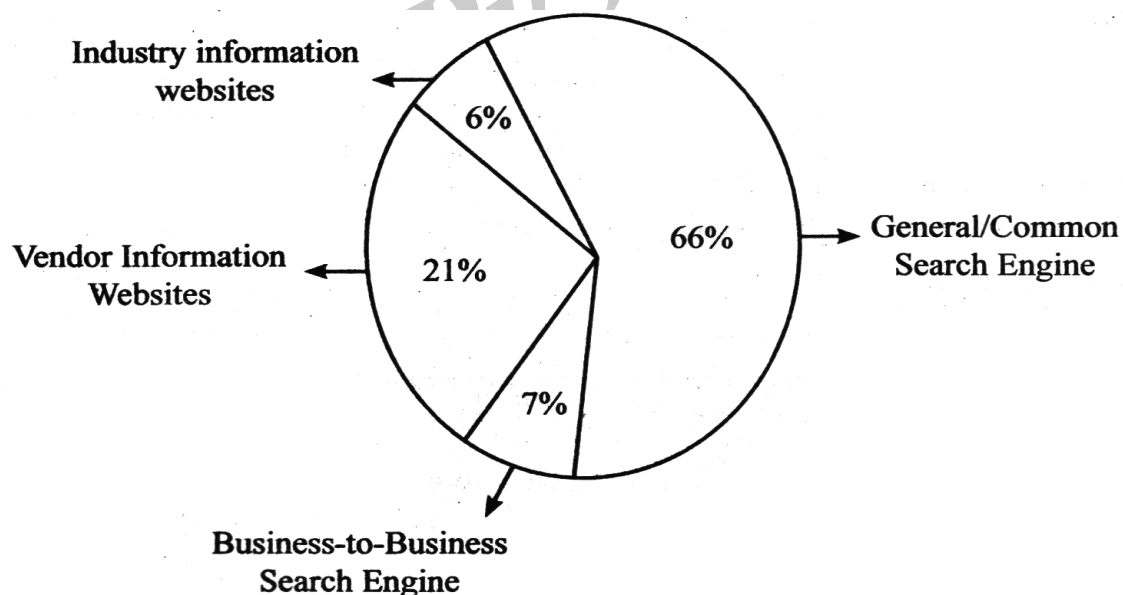 Industry information
websites
6%
66%
General/Common
Search Engine
Vendor Information
Websites
21%
7%
Business-to-Business
Search Engine